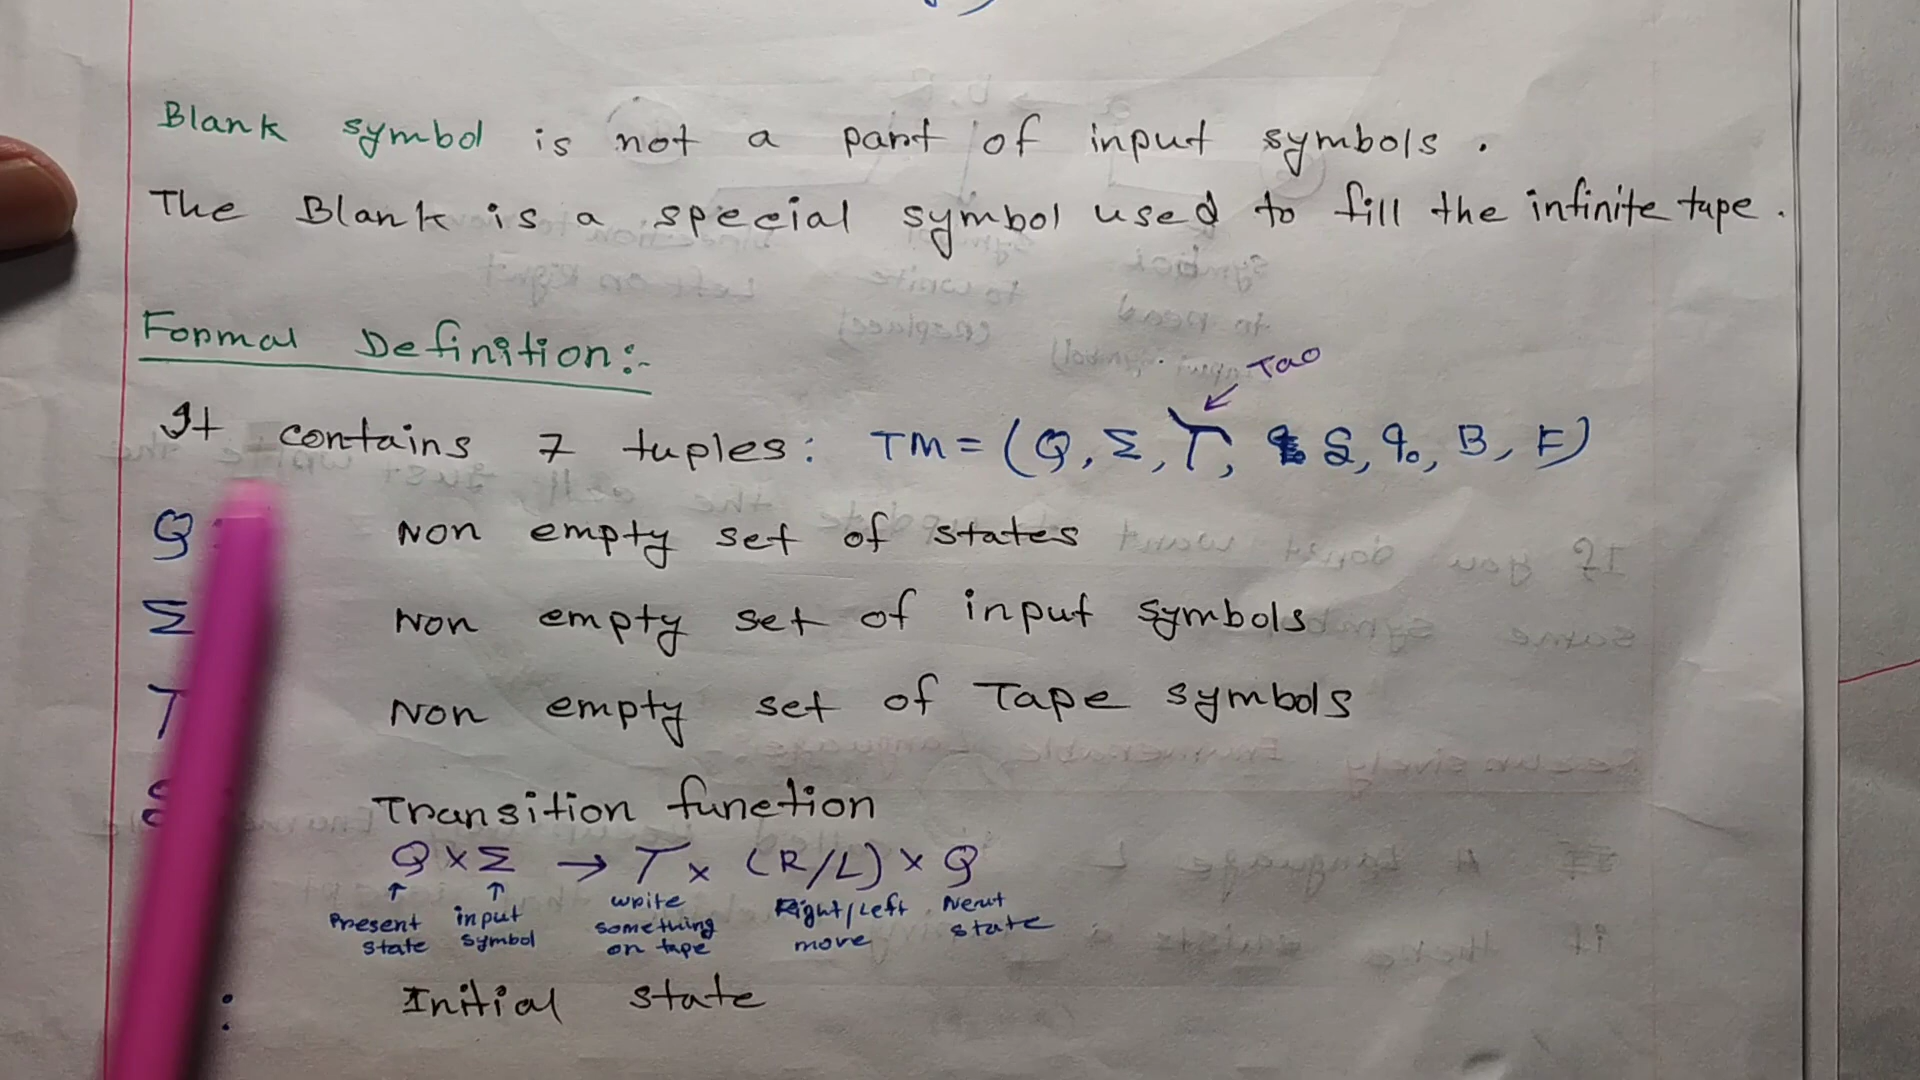 Blank symbol is not a part of input symbols.
The Blank is a special symbol used to fill the infinite tape.
Formal Definition:-
Tao
It contains 7 tuples: TM = (Q, Σ, T, δ, q₀, B, F)
Q : Non empty set of states
Σ Non empty set of input symbols
T Non empty set of Tape symbols
δ Transition function
Q × Σ → T × (R/L) × Q
↑ ↑ write Right/Left Next
Present input something move state
state symbol on tape
: Initial state